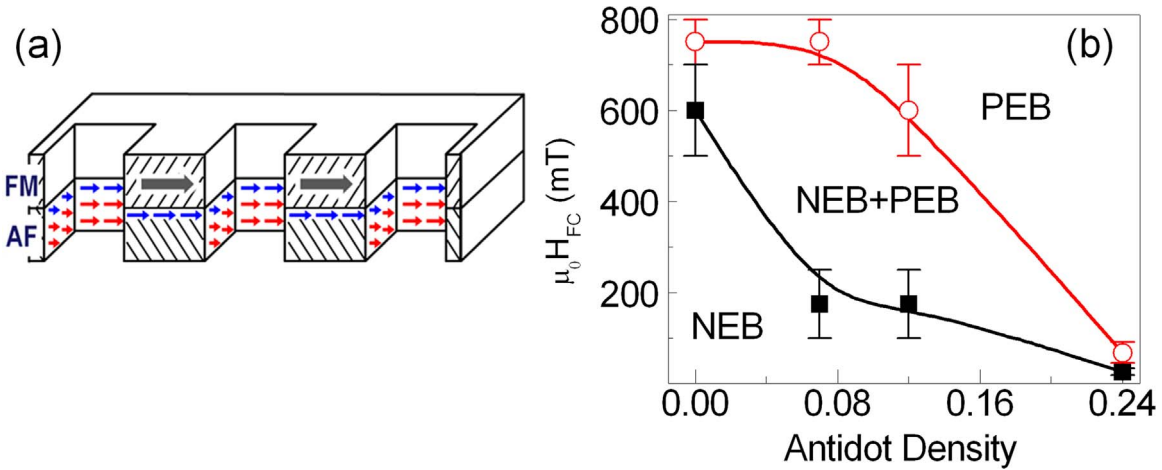 (a)
FM
AF
(b)
800
600
400
200
μ₀H_FC (mT)
PEB
NEB+PEB
NEB
0.00 0.08 0.16 0.24
Antidot Density